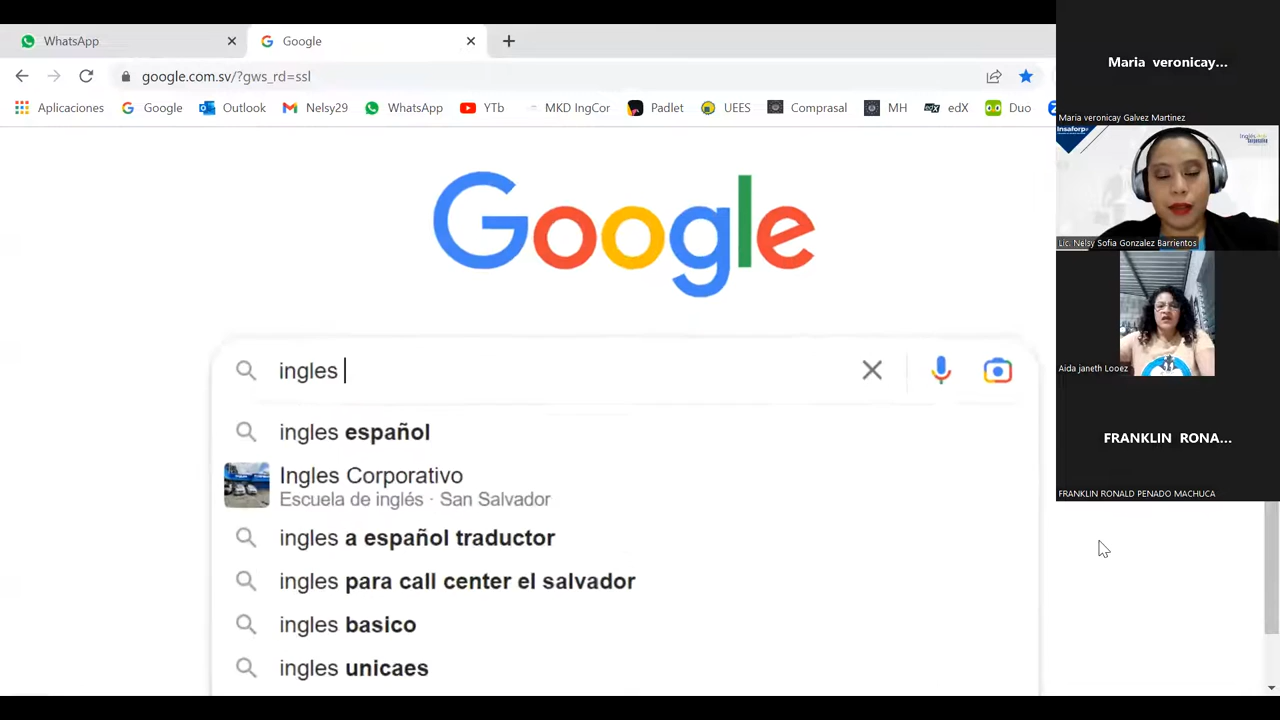 WhatsApp
Google
google.com.sv/?gws_rd=ssl
Aplicaciones Google Outlook Nelsy29 WhatsApp YTb MKD IngCor Padlet UEES Comprasal MH edX Duo
Google
ingles
ingles español
Ingles Corporativo
Escuela de inglés · San Salvador
ingles a español traductor
ingles para call center el salvador
ingles basico
ingles unicaes
Maria veronicay...
Maria veronicay Galvez Martinez
Insaforp
Lic. Nelsy Sofia Gonzalez Barrientos
Aida janeth Looez
FRANKLIN RONA...
FRANKLIN RONALD PENADO MACHUCA